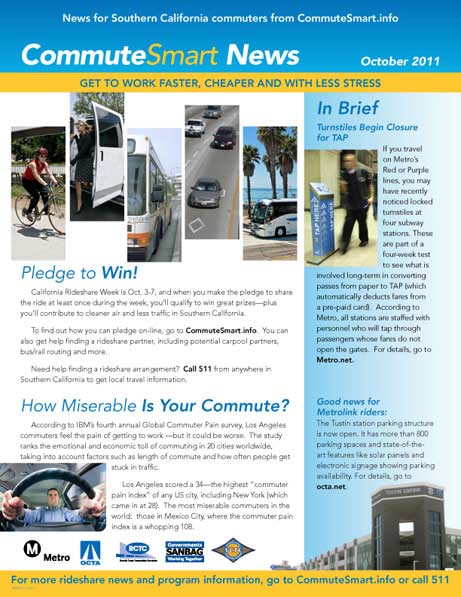 News for Southern California commuters from CommuteSmart.info
CommuteSmart News
October 2011
GET TO WORK FASTER, CHEAPER AND WITH LESS STRESS
Pledge to Win!
California Rideshare Week is Oct. 3-7, and when you make the pledge to share
the ride at least once during the week, you'll qualify to win great prizes—plus
you'll contribute to cleaner air and less traffic in Southern California.
To find out how you can pledge on-line, go to CommuteSmart.info. You can
also get help finding a rideshare partner, including potential carpool partners,
bus/rail routing and more.
Need help finding a rideshare arrangement? Call 511 from anywhere in
Southern California to get local travel information.
How Miserable Is Your Commute?
According to IBM's fourth annual Global Commuter Pain survey, Los Angeles
commuters feel the pain of getting to work —but it could be worse. The study
ranks the emotional and economic toll of commuting in 20 cities worldwide,
taking into account factors such as length of commute and how often people get
stuck in traffic.
Los Angeles scored a 34—the highest "commuter
pain index" of any US city, including New York (which
came in at 28). The most miserable commuters in the
world: those in Mexico City, where the commuter pain
index is a whopping 108.
In Brief
Turnstiles Begin Closure
for TAP
TAP HERE
If you travel
on Metro's
Red or Purple
lines, you may
have recently
noticed locked
turnstiles at
four subway
stations. These
are part of a
four-week test
to see what is
involved long-term in converting
passes from paper to TAP (which
automatically deducts fares from
a pre-paid card). According to
Metro, all stations are staffed with
personnel who will tap through
passengers whose fares do not
open the gates. For details, go to
Metro.net.
Good news for
Metrolink riders:
The Tustin station parking structure
is now open. It has more than 800
parking spaces and state-of-the-
art features like solar panels and
electronic signage showing parking
availability. For details, go to
octa.net.
M Metro
OCTA
RCTC
Governments
SANBAG
Working Together
For more rideshare news and program information, go to CommuteSmart.info or call 511